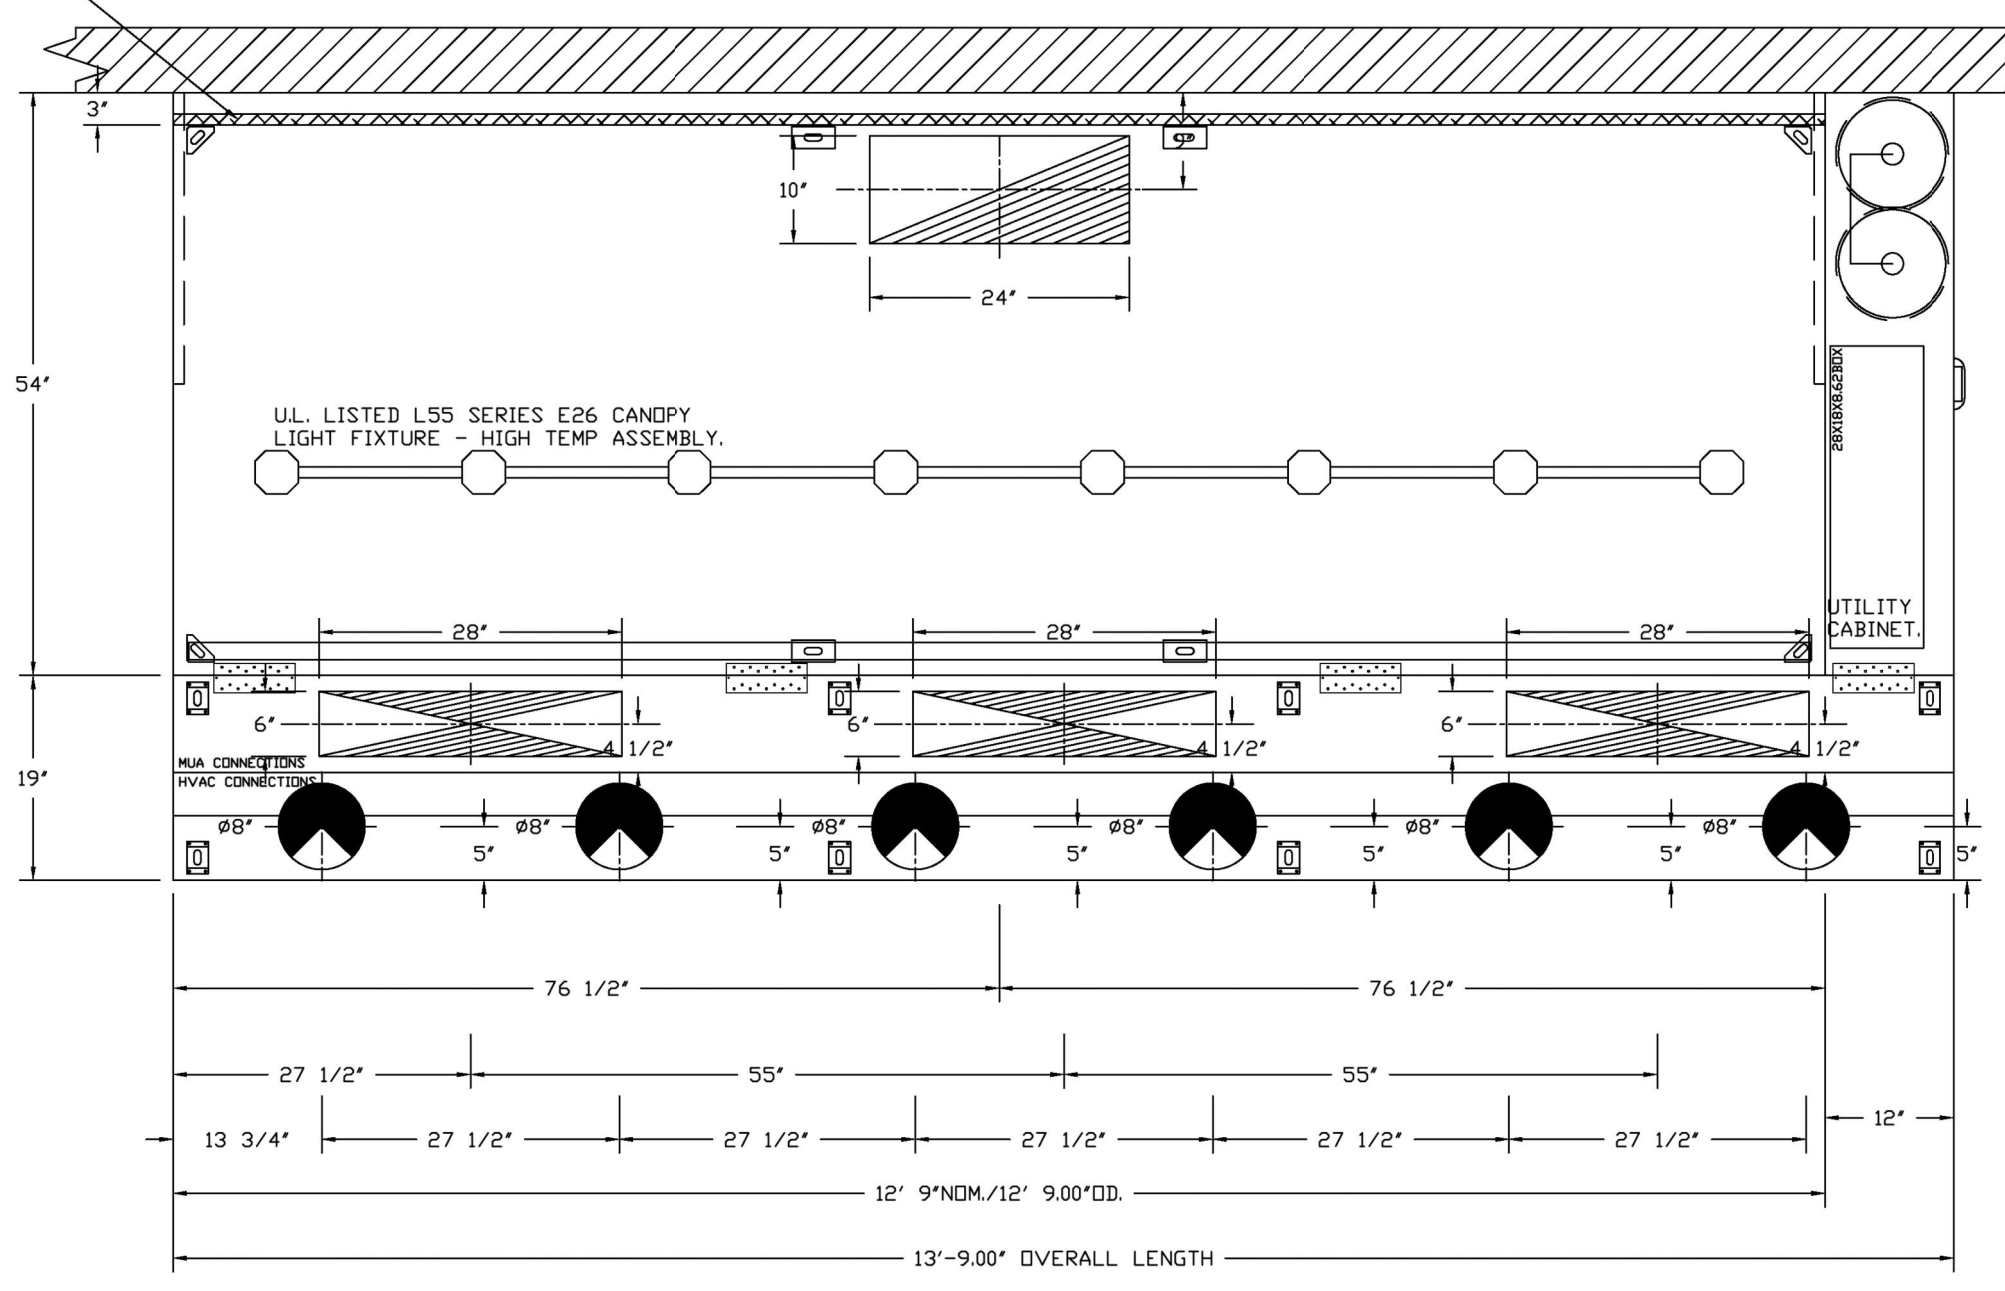 3"
9"
10"
24"
54"
28X18X8.62BOX
U.L. LISTED L55 SERIES E26 CANOPY
LIGHT FIXTURE - HIGH TEMP ASSEMBLY.
UTILITY
CABINET.
28" 28" 28"
6" 6" 6"
4 1/2" 4 1/2" 4 1/2"
MUA CONNECTIONS
HVAC CONNECTIONS
19"
ø8" ø8" ø8" ø8" ø8" ø8"
5" 5" 5" 5" 5" 5"
76 1/2" 76 1/2"
27 1/2" 55" 55"
12"
13 3/4" 27 1/2" 27 1/2" 27 1/2" 27 1/2" 27 1/2"
12' 9"NOM./12' 9.00"OD.
13'-9.00" OVERALL LENGTH